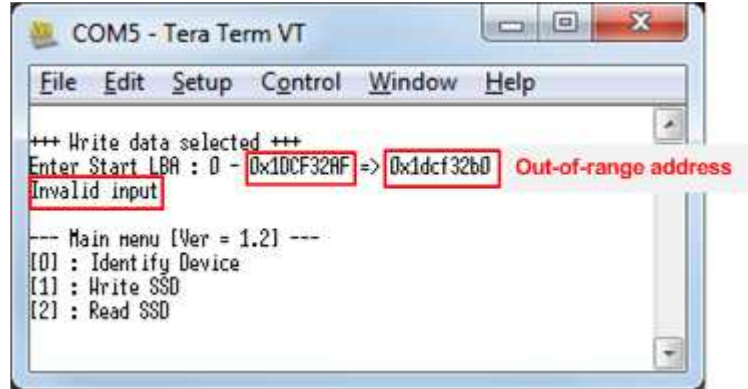 COM5 - Tera Term VT
File Edit Setup Control Window Help
+++ Write data selected +++
Enter Start LBA : 0 - 0x1DCF32AF => 0x1dcf32b0 Out-of-range address
Invalid input
--- Main menu [Ver = 1.2] ---
[0] : Identify Device
[1] : Write SSD
[2] : Read SSD